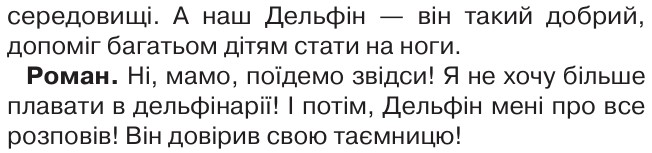 середовищі. А наш Дельфін — він такий добрий,
допоміг багатьом дітям стати на ноги.
Роман. Ні, мамо, поїдемо звідси! Я не хочу більше
плавати в дельфінарії! І потім, Дельфін мені про все
розповів! Він довірив свою таємницю!